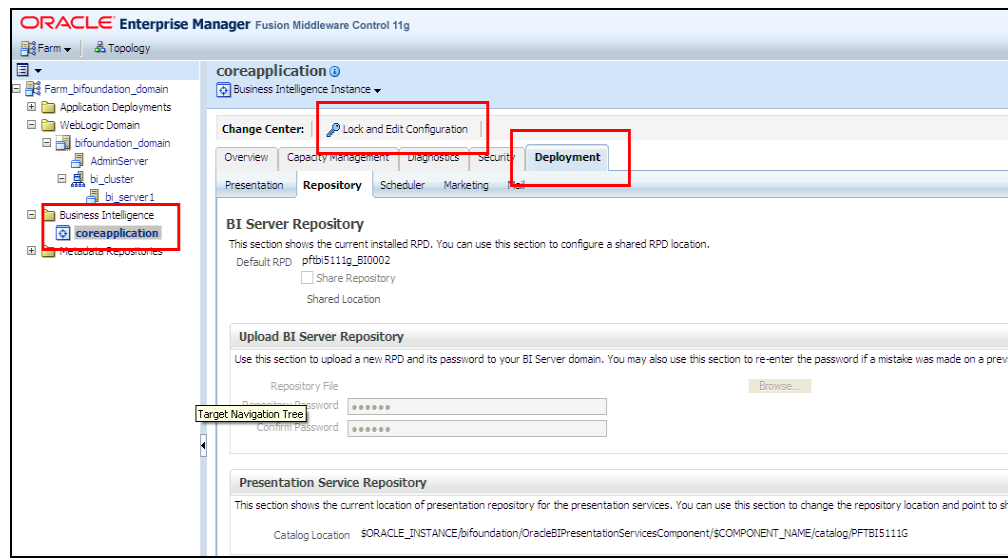 ORACLE Enterprise Manager Fusion Middleware Control 11g
Farm Topology
Farm_bifoundation_domain
Application Deployments
WebLogic Domain
bifoundation_domain
AdminServer
bi_cluster
bi_server1
Business Intelligence
coreapplication
Metadata Repositories
coreapplication
Business Intelligence Instance
Change Center: Lock and Edit Configuration
Overview Capacity Management Diagnostics Security Deployment
Presentation Repository Scheduler Marketing Mail
BI Server Repository
This section shows the current installed RPD. You can use this section to configure a shared RPD location.
Default RPD pftbi5111g_BI0002
Share Repository
Shared Location
Upload BI Server Repository
Use this section to upload a new RPD and its password to your BI Server domain. You may also use this section to re-enter the password if a mistake was made on a prev
Repository File Browse...
Repository Password ●●●●●●
Target Navigation Tree
Confirm Password ●●●●●●
Presentation Service Repository
This section shows the current location of presentation repository for the presentation services. You can use this section to change the repository location and point to sh
Catalog Location $ORACLE_INSTANCE/bifoundation/OracleBIPresentationServicesComponent/$COMPONENT_NAME/catalog/PFTBI5111G